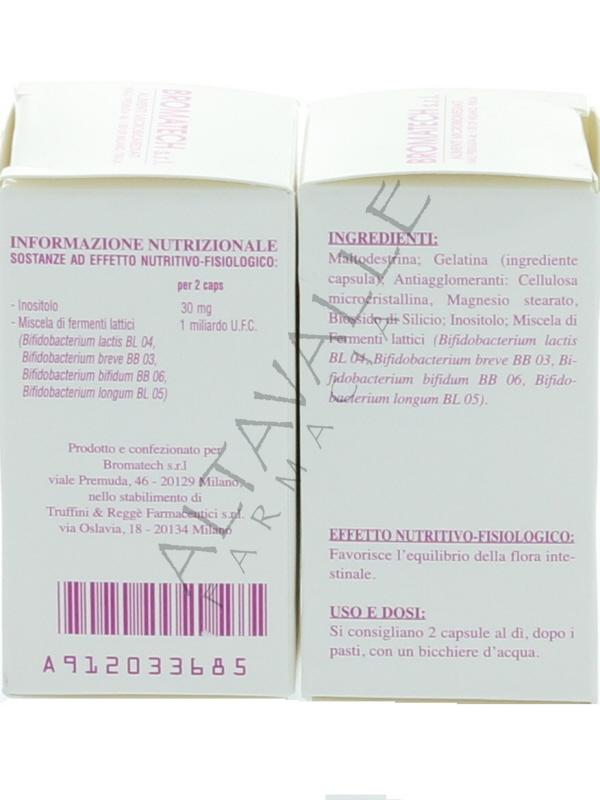 BROMATECH s.r.l.
INFORMAZIONE NUTRIZIONALE
SOSTANZE AD EFFETTO NUTRITIVO-FISIOLOGICO:
per 2 caps
- Inositolo 30 mg
- Miscela di fermenti lattici 1 miliardo U.F.C.
(Bifidobacterium lactis BL 04,
Bifidobacterium breve BB 03,
Bifidobacterium bifidum BB 06,
Bifidobacterium longum BL 05)
Prodotto e confezionato per
Bromatech s.r.l
viale Premuda, 46 - 20129 Milano,
nello stabilimento di
Truffini & Reggè Farmaceutici s.r.l.
via Oslavia, 18 - 20134 Milano
A912033685
BROMATECH s.r.l.
INGREDIENTI:
Maltodestrina; Gelatina (ingrediente
capsula); Antiagglomeranti: Cellulosa
microcristallina, Magnesio stearato,
Biossido di Silicio; Inositolo; Miscela di
Fermenti lattici (Bifidobacterium lactis
BL 04, Bifidobacterium breve BB 03, Bi-
fidobacterium bifidum BB 06, Bifido-
bacterium longum BL 05).
EFFETTO NUTRITIVO-FISIOLOGICO:
Favorisce l'equilibrio della flora inte-
stinale.
USO E DOSI:
Si consigliano 2 capsule al dì, dopo i
pasti, con un bicchiere d'acqua.
ALTAVALLE
FARMA